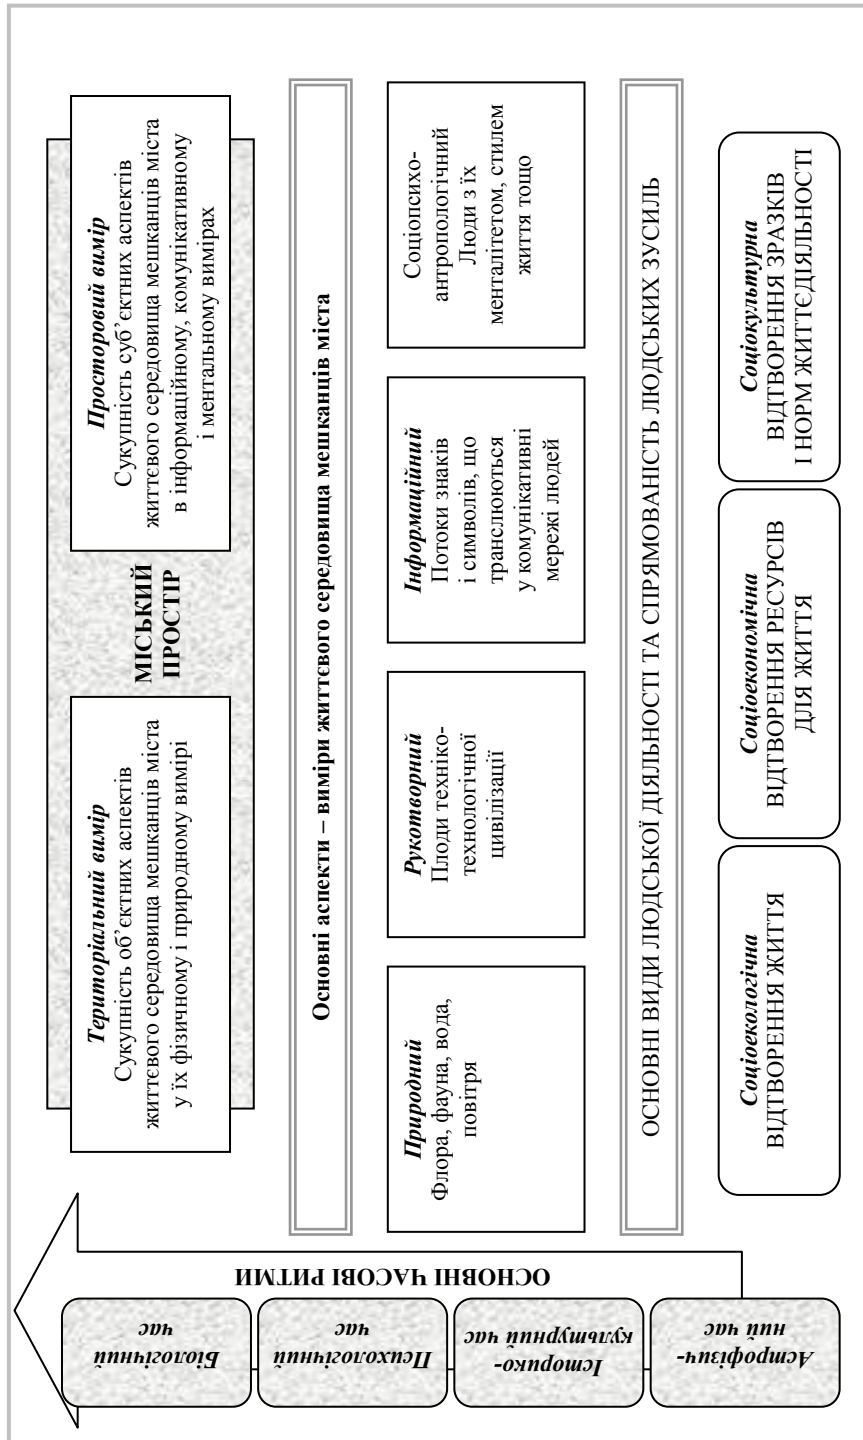 МІСЬКИЙ
ПРОСТІР
Територіальний вимір
Сукупність об’єктних аспектів
життєвого середовища мешканців міста
у їх фізичному і природному вимірі
Просторовий вимір
Сукупність суб’єктних аспектів
життєвого середовища мешканців міста
в інформаційному, комунікативному
і ментальному вимірах
Основні аспекти – виміри життєвого середовища мешканців міста
Природний
Флора, фауна, вода,
повітря
Рукотворний
Плоди техніко-
технологічної
цивілізації
Інформаційний
Потоки знаків
і символів, що
транслюються
у комунікативні
мережі людей
Соціопсихо-
антропологічний
Люди з їх
менталітетом, стилем
життя тощо
ОСНОВНІ ВИДИ ЛЮДСЬКОЇ ДІЯЛЬНОСТІ ТА СПРЯМОВАНІСТЬ ЛЮДСЬКИХ ЗУСИЛЬ
Соціоекологічна
ВІДТВОРЕННЯ ЖИТТЯ
Соціоекономічна
ВІДТВОРЕННЯ РЕСУРСІВ
ДЛЯ ЖИТТЯ
Соціокультурна
ВІДТВОРЕННЯ ЗРАЗКІВ
І НОРМ ЖИТТЄДІЯЛЬНОСТІ
ОСНОВНІ ЧАСОВІ РИТМИ
Біологічний
час
Психологічний
час
Історико-
культурний час
Астрофізич-
ний час